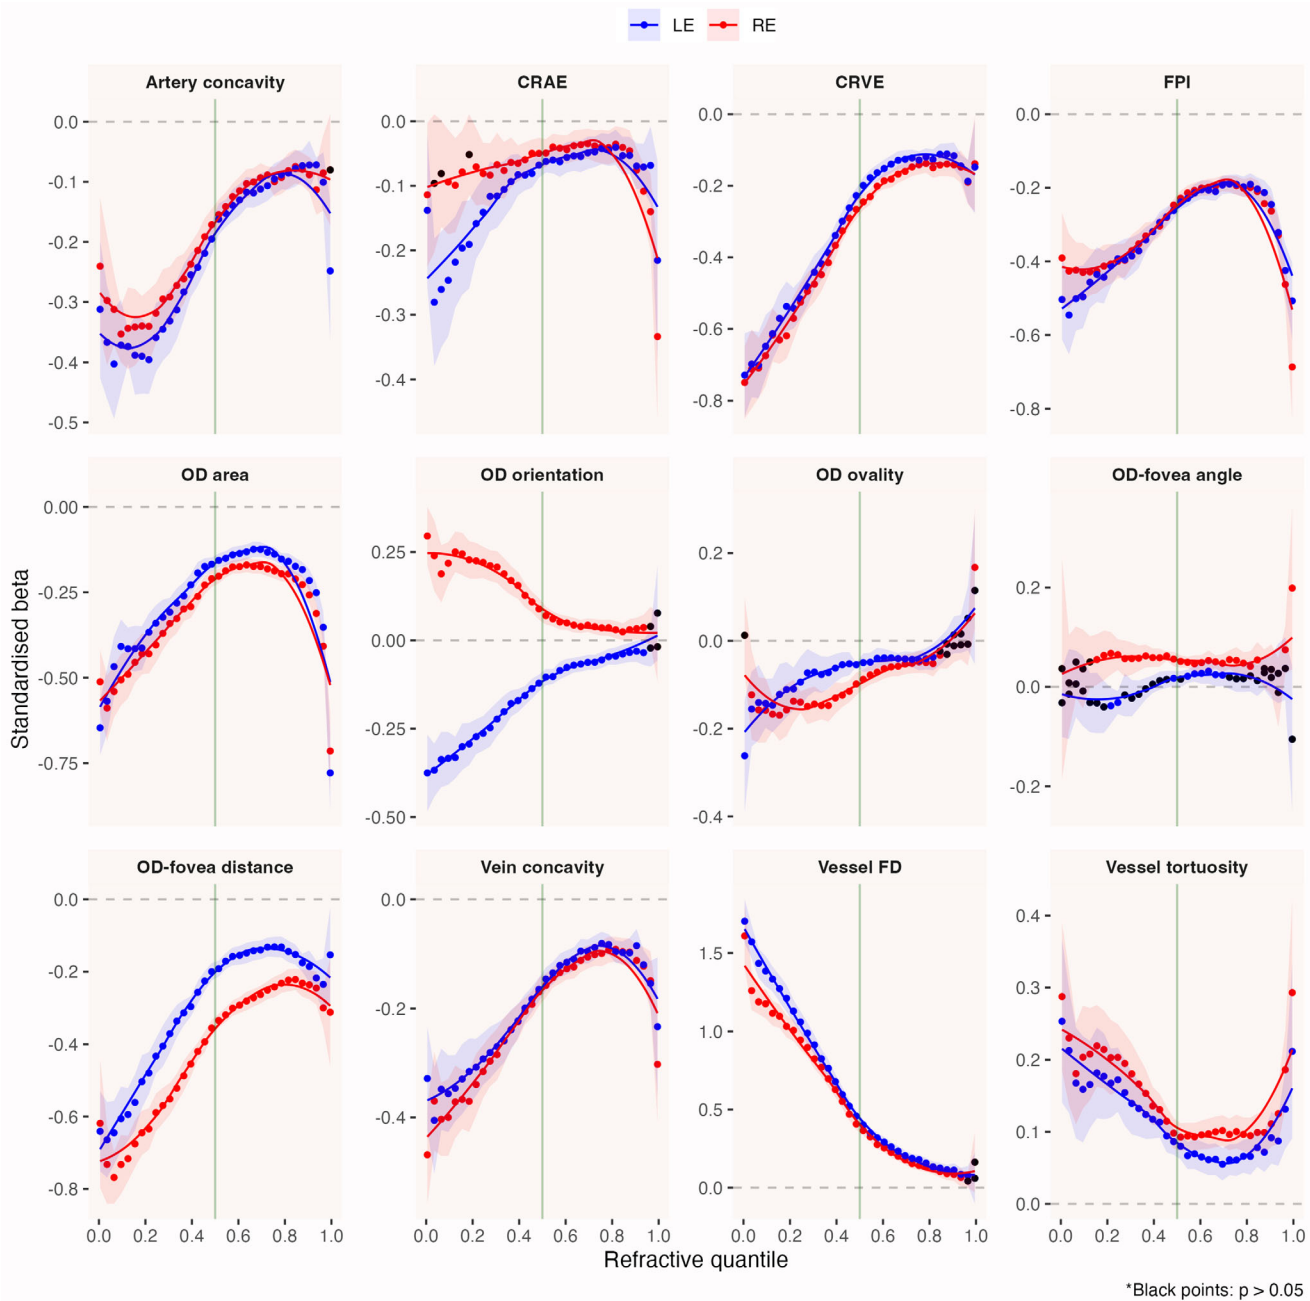 LE RE
Artery concavity CRAE CRVE FPI
0.0 0.0 0.0 0.0
-0.1 -0.1 -0.2 -0.2
-0.2 -0.2 -0.4 -0.4
-0.3 -0.3 -0.6 -0.6
-0.4 -0.4 -0.8 -0.8
-0.5
OD area OD orientation OD ovality OD-fovea angle
0.00 0.25 0.2 0.2
-0.25 0.00 0.0 0.0
-0.50 -0.25 -0.2 -0.2
-0.75 -0.50 -0.4
Standardised beta
OD-fovea distance Vein concavity Vessel FD Vessel tortuosity
0.0 0.0 1.5 0.4
-0.2 -0.2 1.0 0.3
-0.4 -0.4 0.5 0.2
-0.6 0.0 0.1
-0.8 0.0
0.0 0.2 0.4 0.6 0.8 1.0 0.0 0.2 0.4 0.6 0.8 1.0 0.0 0.2 0.4 0.6 0.8 1.0 0.0 0.2 0.4 0.6 0.8 1.0
Refractive quantile
*Black points: p > 0.05